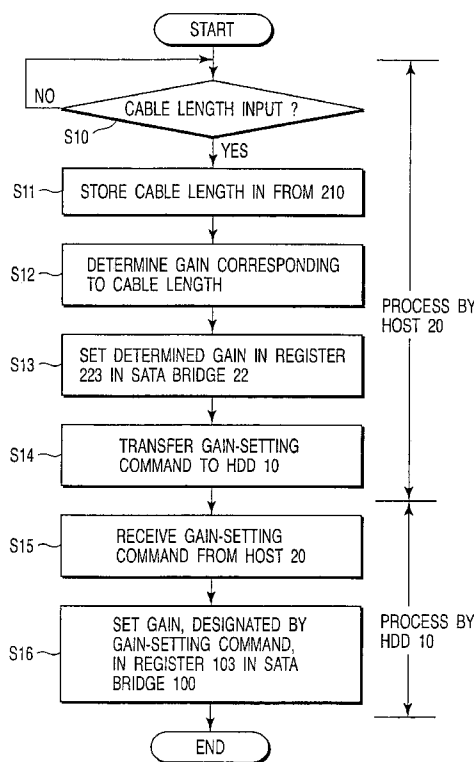 START
NO
CABLE LENGTH INPUT ?
S10
YES
S11
STORE CABLE LENGTH IN FROM 210
S12
DETERMINE GAIN CORRESPONDING
TO CABLE LENGTH
PROCESS BY
HOST 20
S13
SET DETERMINED GAIN IN REGISTER
223 IN SATA BRIDGE 22
S14
TRANSFER GAIN-SETTING
COMMAND TO HDD 10
S15
RECEIVE GAIN-SETTING
COMMAND FROM HOST 20
S16
SET GAIN, DESIGNATED BY
GAIN-SETTING COMMAND,
IN REGISTER 103 IN SATA
BRIDGE 100
PROCESS BY
HDD 10
END